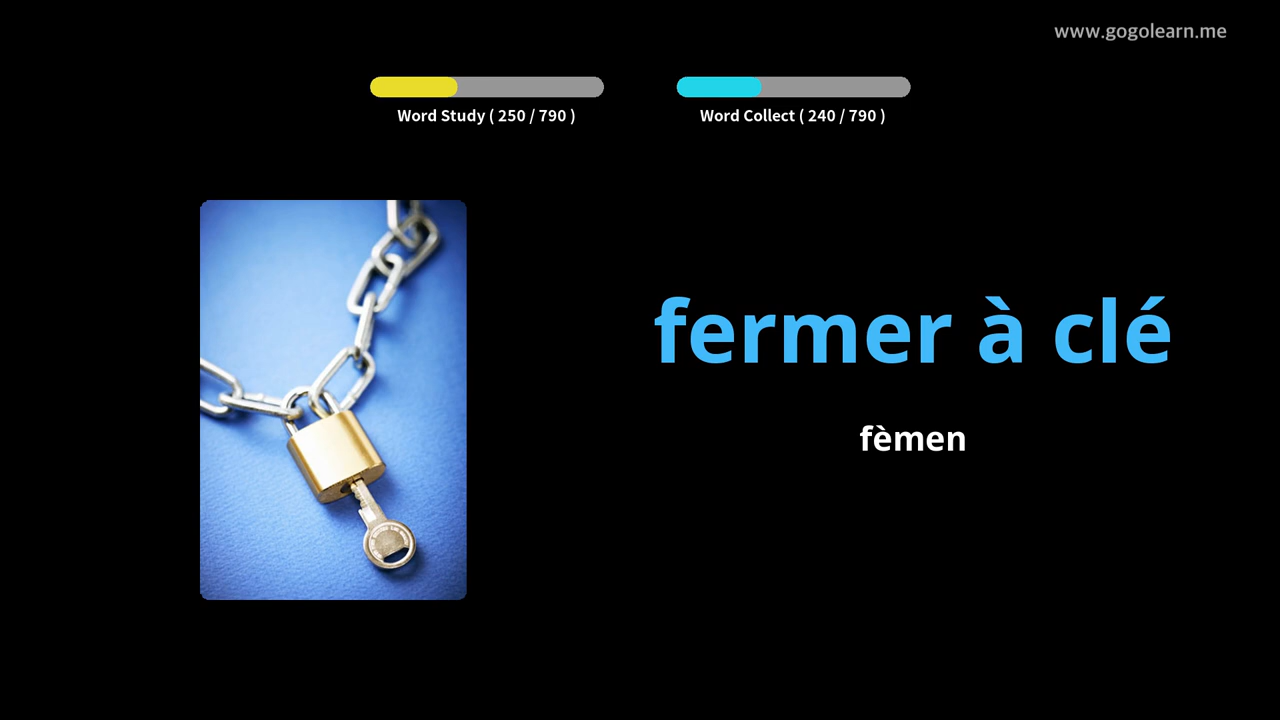 www.gogolearn.me
Word Study ( 250 / 790 )
Word Collect ( 240 / 790 )
fermer à clé
fèmen